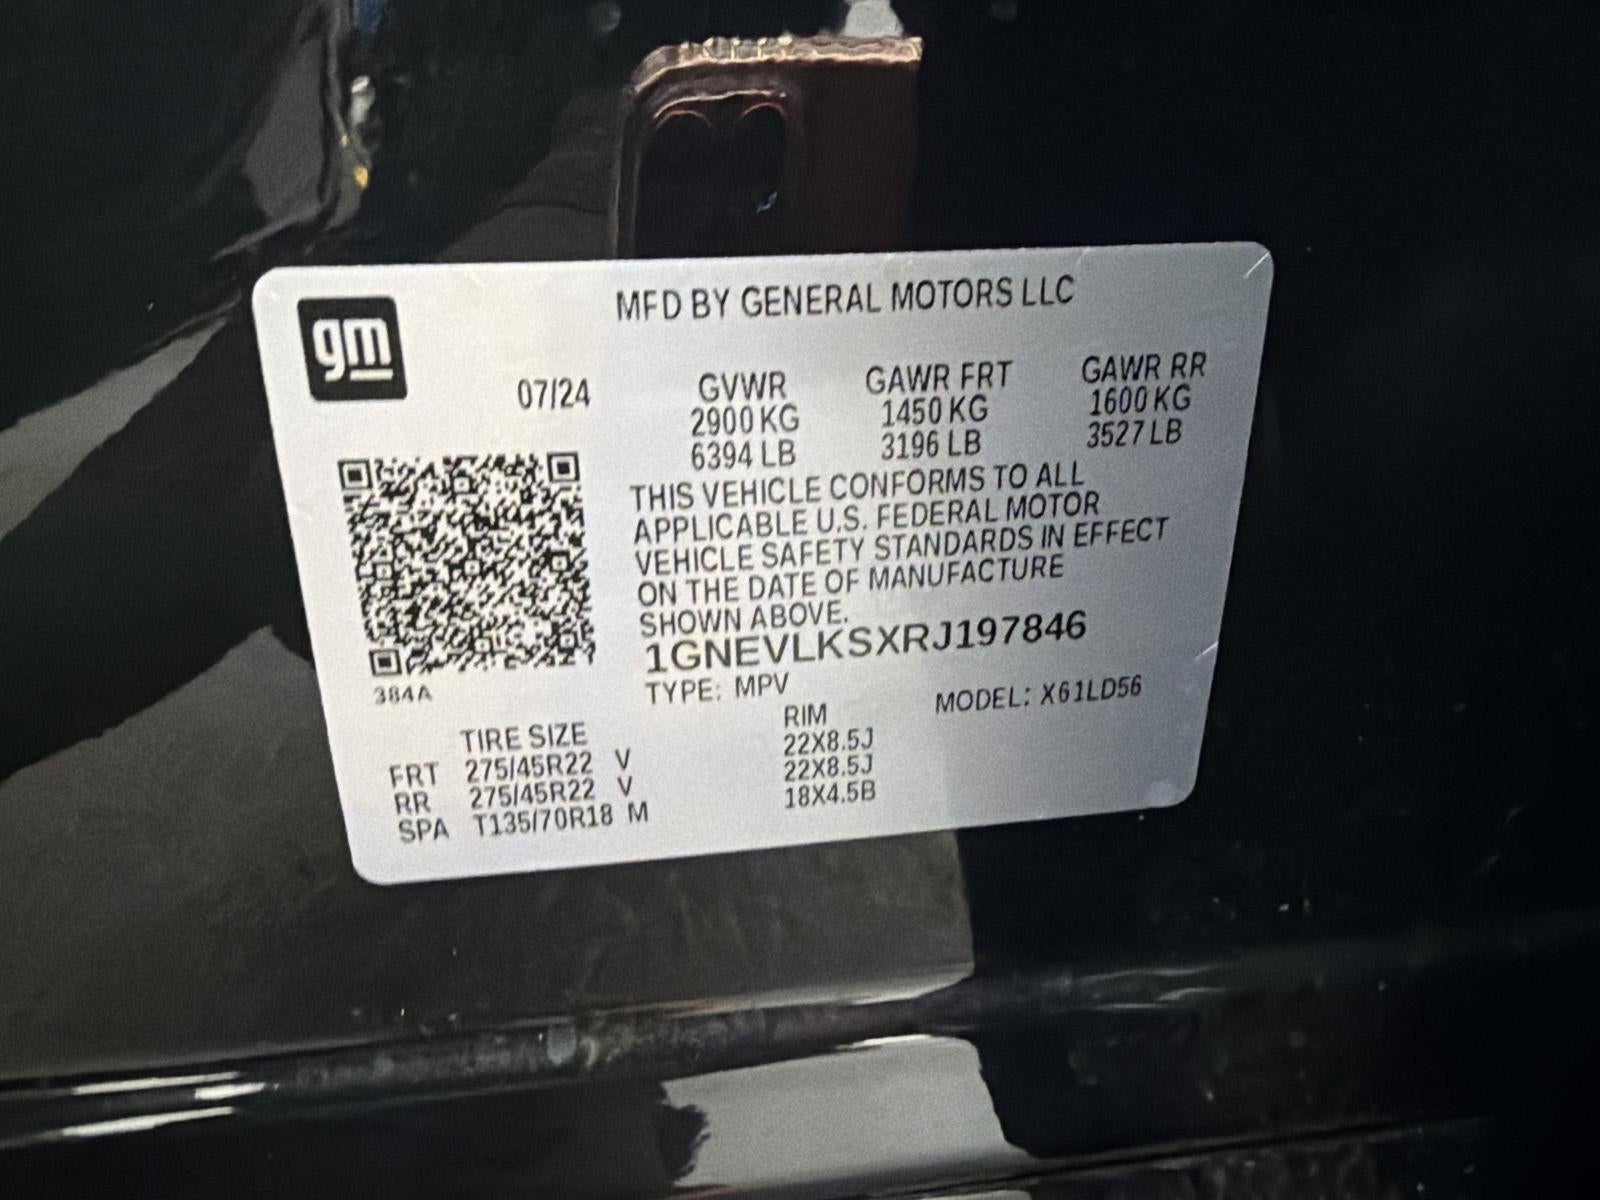 gm
MFD BY GENERAL MOTORS LLC
07/24
GVWR GAWR FRT GAWR RR
2900 KG 1450 KG 1600 KG
6394 LB 3196 LB 3527 LB
THIS VEHICLE CONFORMS TO ALL
APPLICABLE U.S. FEDERAL MOTOR
VEHICLE SAFETY STANDARDS IN EFFECT
ON THE DATE OF MANUFACTURE
SHOWN ABOVE.
1GNEVLKSXRJ197846
384A
TYPE: MPV MODEL: X61LD56
TIRE SIZE RIM
FRT 275/45R22 V 22X8.5J
RR 275/45R22 V 22X8.5J
SPA T135/70R18 M 18X4.5B